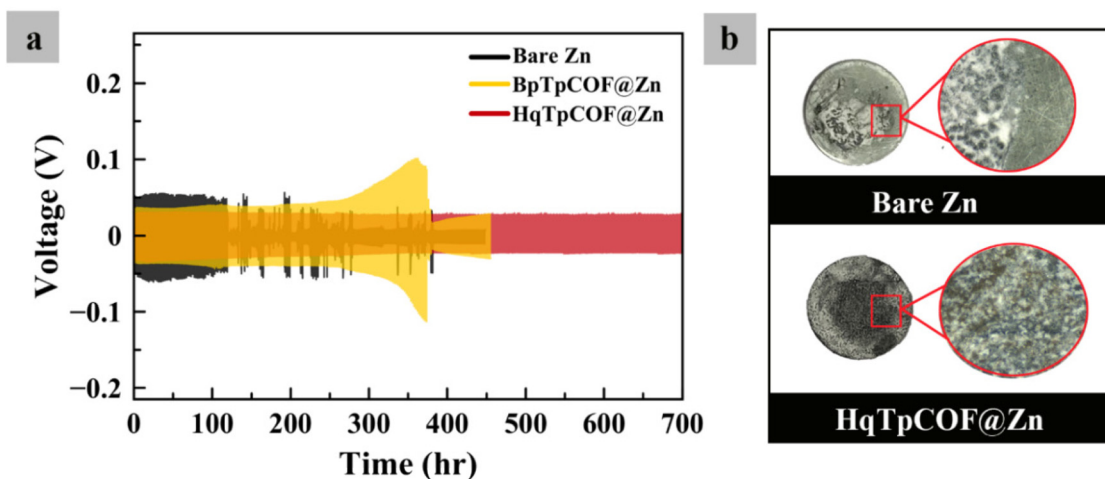 a
Bare Zn
BpTpCOF@Zn
HqTpCOF@Zn
Voltage (V)
0.2
0.1
0
−0.1
−0.2
0 100 200 300 400 500 600 700
Time (hr)
b
Bare Zn
HqTpCOF@Zn